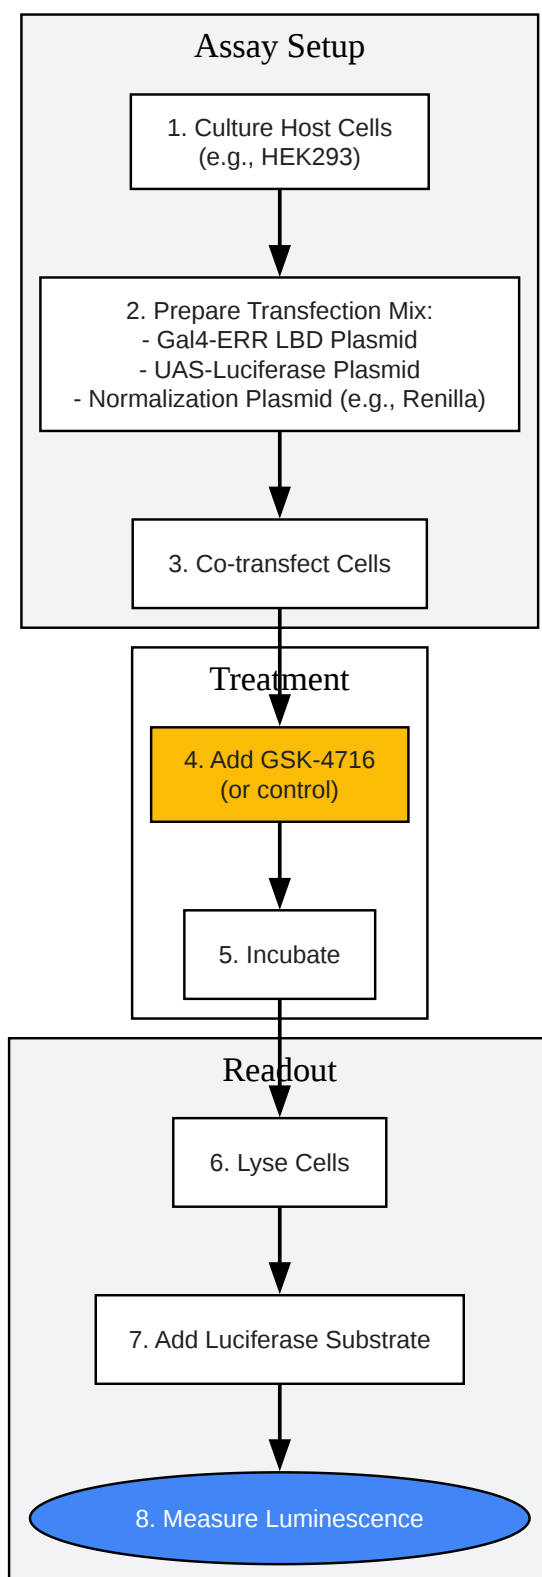 Assay Setup
1. Culture Host Cells
(e.g., HEK293)
2. Prepare Transfection Mix:
- Gal4-ERR LBD Plasmid
- UAS-Luciferase Plasmid
- Normalization Plasmid (e.g., Renilla)
3. Co-transfect Cells
Treatment
4. Add GSK-4716
(or control)
5. Incubate
Readout
6. Lyse Cells
7. Add Luciferase Substrate
8. Measure Luminescence